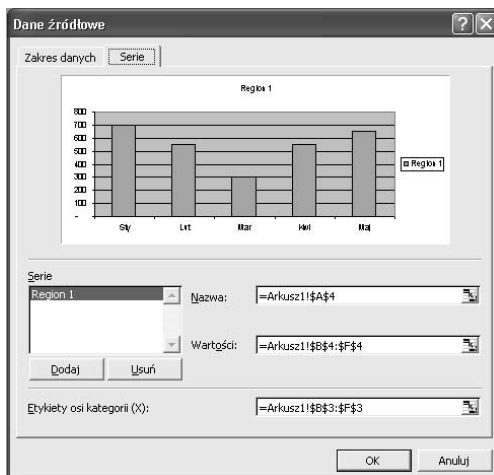 Dane źródłowe
Zakres danych
Serie
Region 1
800
700
600
500
400
300
200
100
-
Sty
Lut
Mar
Kwi
Maj
Region 1
Serie
Region 1
Nazwa:
=Arkusz1!$A$4
Wartości:
=Arkusz1!$B$4:$F$4
Dodaj
Usuń
Etykiety osi kategorii (X):
=Arkusz1!$B$3:$F$3
OK
Anuluj